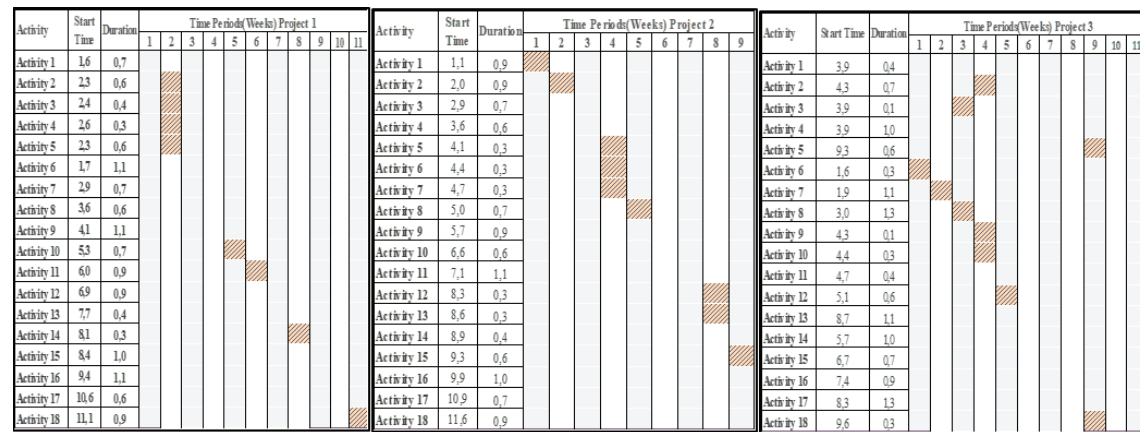 Activity Start Time Duration Time Periods(Weeks) Project 1
1 2 3 4 5 6 7 8 9 10 11
Activity 1 1,6 0,7
Activity 2 2,3 0,6
Activity 3 2,4 0,4
Activity 4 2,6 0,3
Activity 5 2,3 0,6
Activity 6 1,7 1,1
Activity 7 2,9 0,7
Activity 8 3,6 0,6
Activity 9 4,1 1,1
Activity 10 5,3 0,7
Activity 11 6,0 0,9
Activity 12 6,9 0,9
Activity 13 7,7 0,4
Activity 14 8,1 0,3
Activity 15 8,4 1,0
Activity 16 9,4 1,1
Activity 17 10,6 0,6
Activity 18 11,1 0,9
Activity Start Time Duration Time Periods(Weeks) Project 2
1 2 3 4 5 6 7 8 9
Activity 1 1,1 0,9
Activity 2 2,0 0,9
Activity 3 2,9 0,7
Activity 4 3,6 0,6
Activity 5 4,1 0,3
Activity 6 4,4 0,3
Activity 7 4,7 0,3
Activity 8 5,0 0,7
Activity 9 5,7 0,9
Activity 10 6,6 0,6
Activity 11 7,1 1,1
Activity 12 8,3 0,3
Activity 13 8,6 0,3
Activity 14 8,9 0,4
Activity 15 9,3 0,6
Activity 16 9,9 1,0
Activity 17 10,9 0,7
Activity 18 11,6 0,9
Activity Start Time Duration Time Periods(Weeks) Project 3
1 2 3 4 5 6 7 8 9 10 11
Activity 1 3,9 0,4
Activity 2 4,3 0,7
Activity 3 3,9 0,1
Activity 4 3,9 1,0
Activity 5 9,3 0,6
Activity 6 1,6 0,3
Activity 7 1,9 1,1
Activity 8 3,0 1,3
Activity 9 4,3 0,1
Activity 10 4,4 0,3
Activity 11 4,7 0,4
Activity 12 5,1 0,6
Activity 13 8,7 1,1
Activity 14 5,7 1,0
Activity 15 6,7 0,7
Activity 16 7,4 0,9
Activity 17 8,3 1,3
Activity 18 9,6 0,3